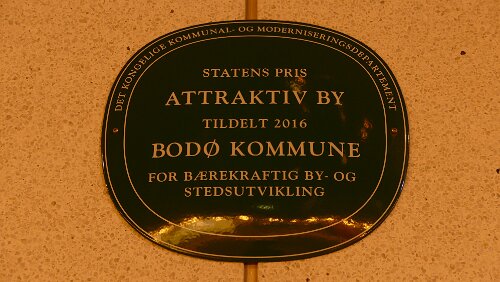 DET KONGELIGE KOMMUNAL- OG MODERNISERINGSDEPARTEMENT
STATENS PRIS
ATTRAKTIV BY
TILDELT 2016
BODØ KOMMUNE
FOR BÆREKRAFTIG BY- OG
STEDSUTVIKLING